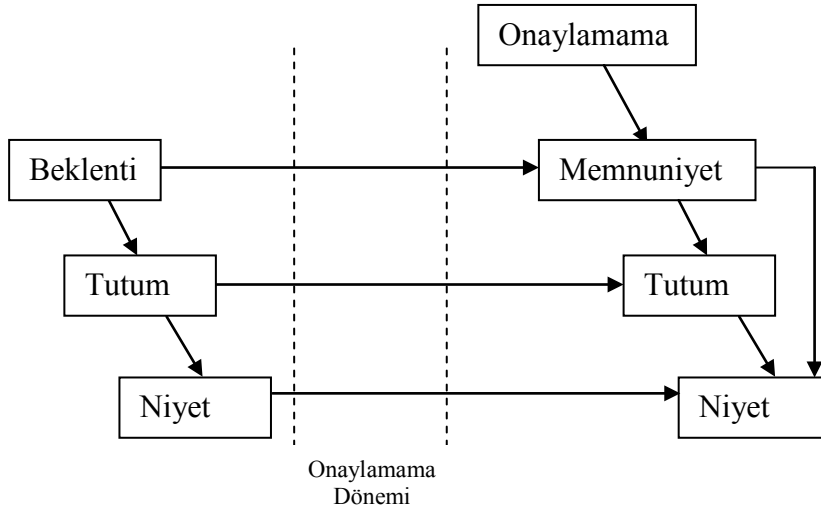 Onaylamama
Beklenti
Memnuniyet
Tutum
Tutum
Niyet
Niyet
Onaylamama
Dönemi